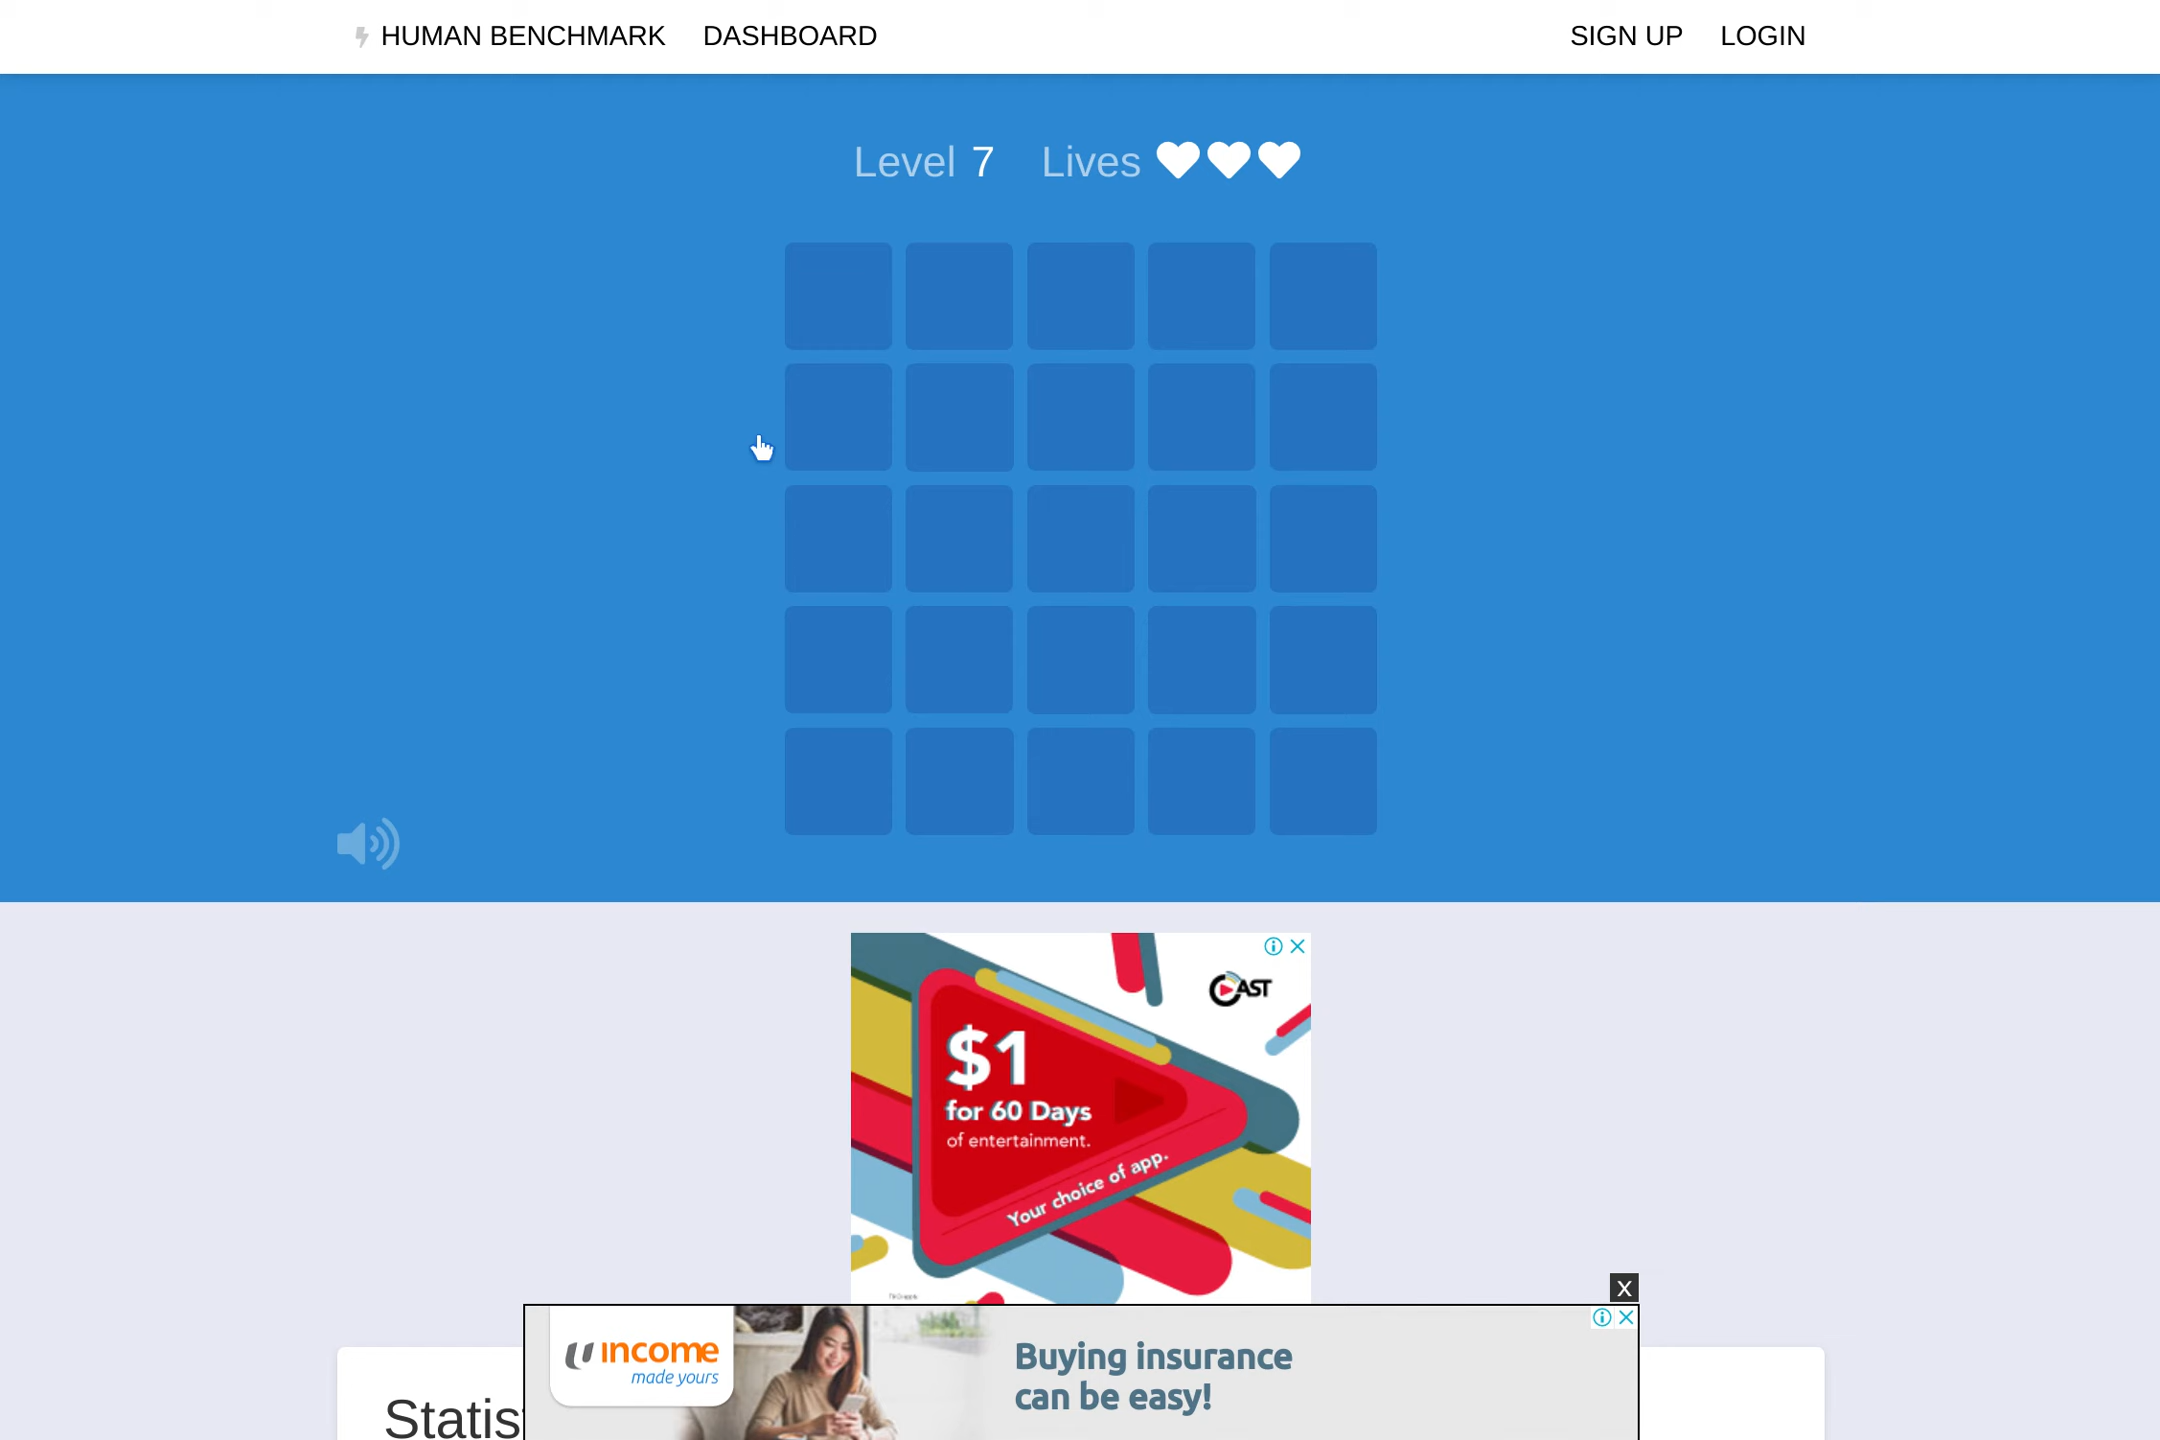 HUMAN BENCHMARK DASHBOARD SIGN UP LOGIN
Level 7 Lives
CAST
$1
for 60 Days
of entertainment.
Your choice of app.
X
income
made yours
Buying insurance
can be easy!